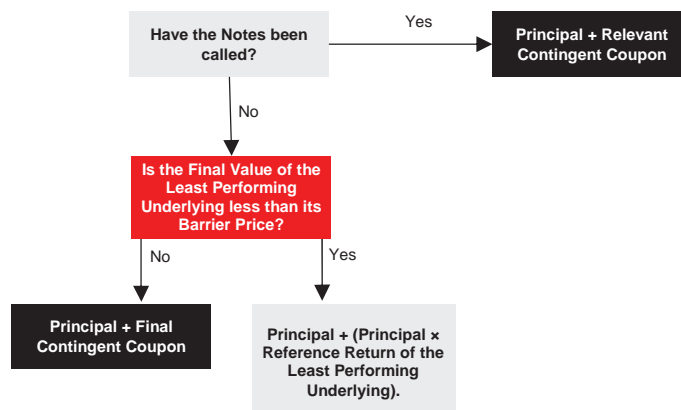 Have the Notes been
called?
Yes
Principal + Relevant
Contingent Coupon
No
Is the Final Value of the
Least Performing
Underlying less than its
Barrier Price?
No
Yes
Principal + Final
Contingent Coupon
Principal + (Principal ×
Reference Return of the
Least Performing
Underlying).